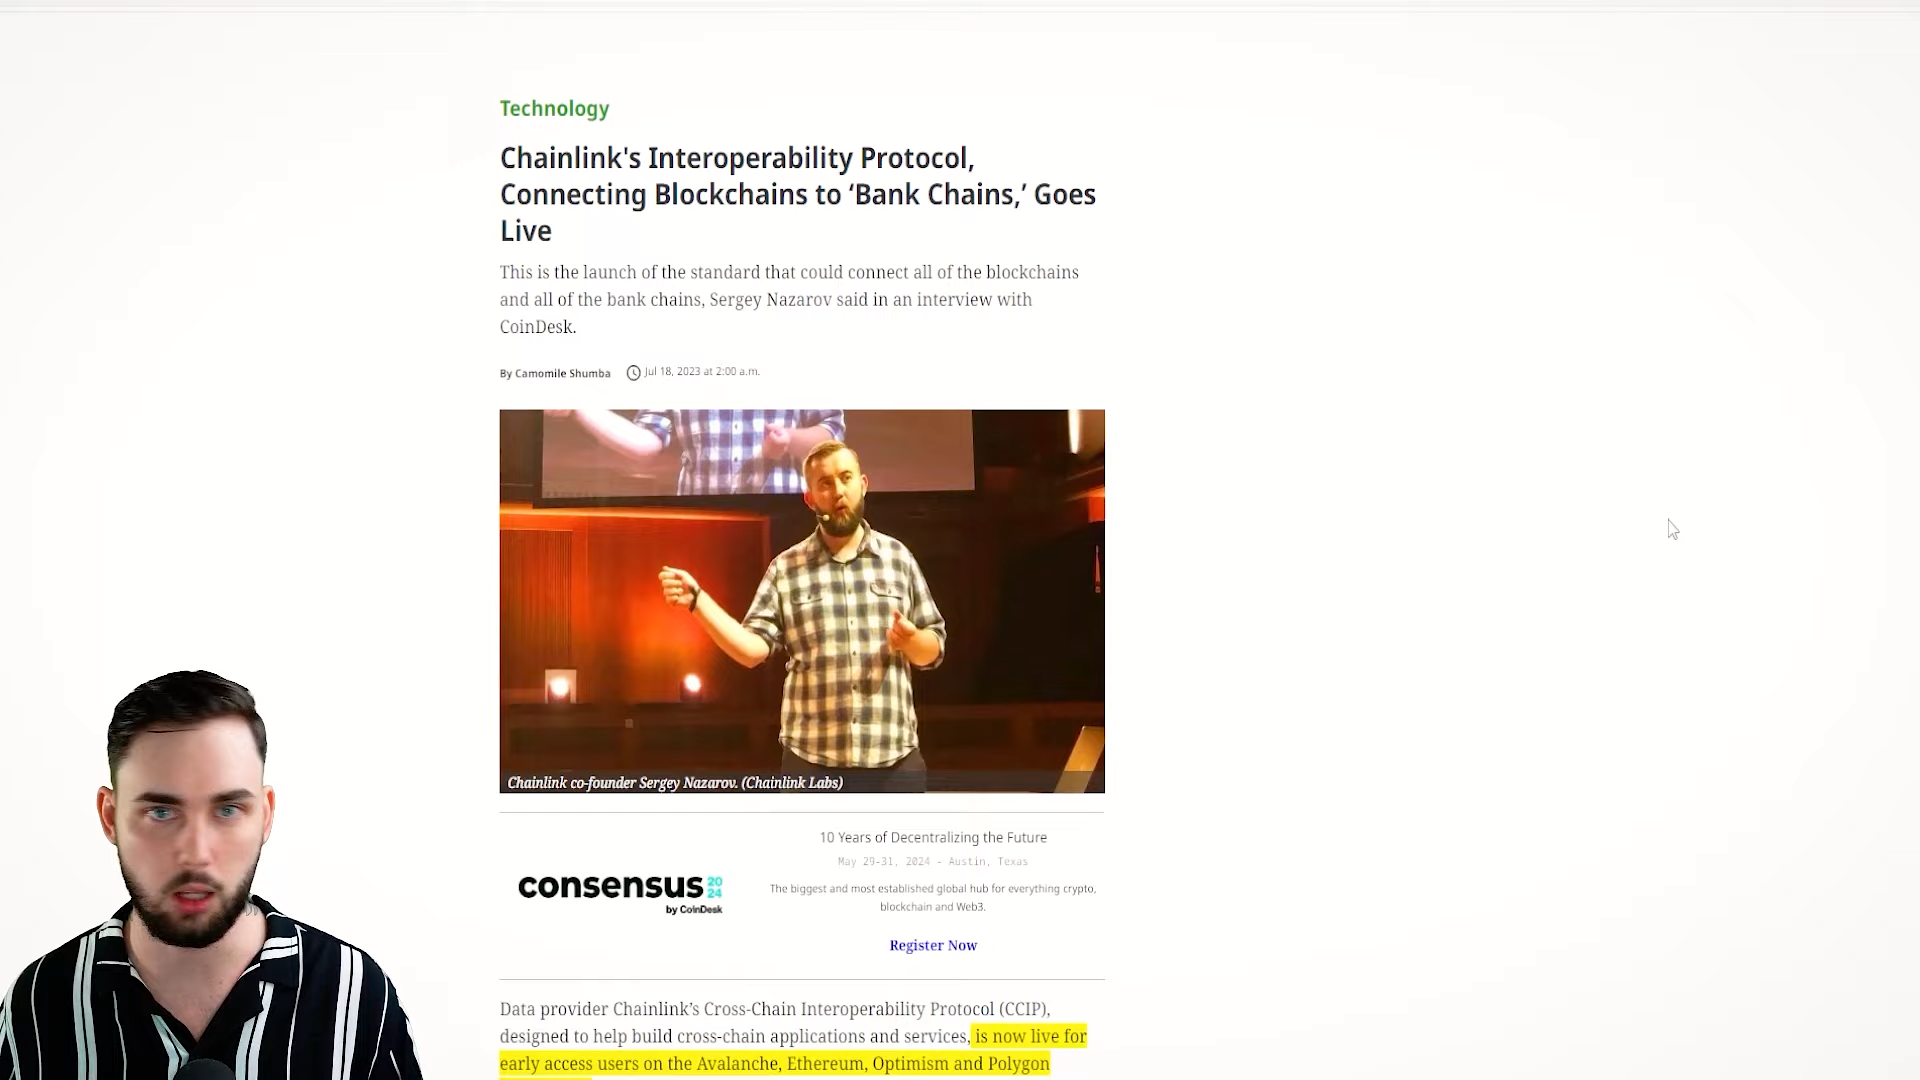 Technology
Chainlink's Interoperability Protocol,
Connecting Blockchains to ‘Bank Chains,’ Goes
Live
This is the launch of the standard that could connect all of the blockchains
and all of the bank chains, Sergey Nazarov said in an interview with
CoinDesk.
By Camomile Shumba Jul 18, 2023 at 2:00 a.m.
Chainlink co-founder Sergey Nazarov. (Chainlink Labs)
10 Years of Decentralizing the Future
May 29-31, 2024 - Austin, Texas
consensus 2024
by CoinDesk
The biggest and most established global hub for everything crypto,
blockchain and Web3.
Register Now
Data provider Chainlink’s Cross-Chain Interoperability Protocol (CCIP),
designed to help build cross-chain applications and services, is now live for
early access users on the Avalanche, Ethereum, Optimism and Polygon